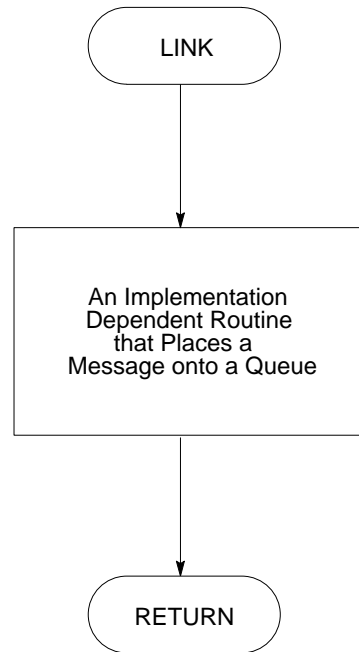 LINK
An Implementation
Dependent Routine
that Places a
Message onto a Queue
RETURN